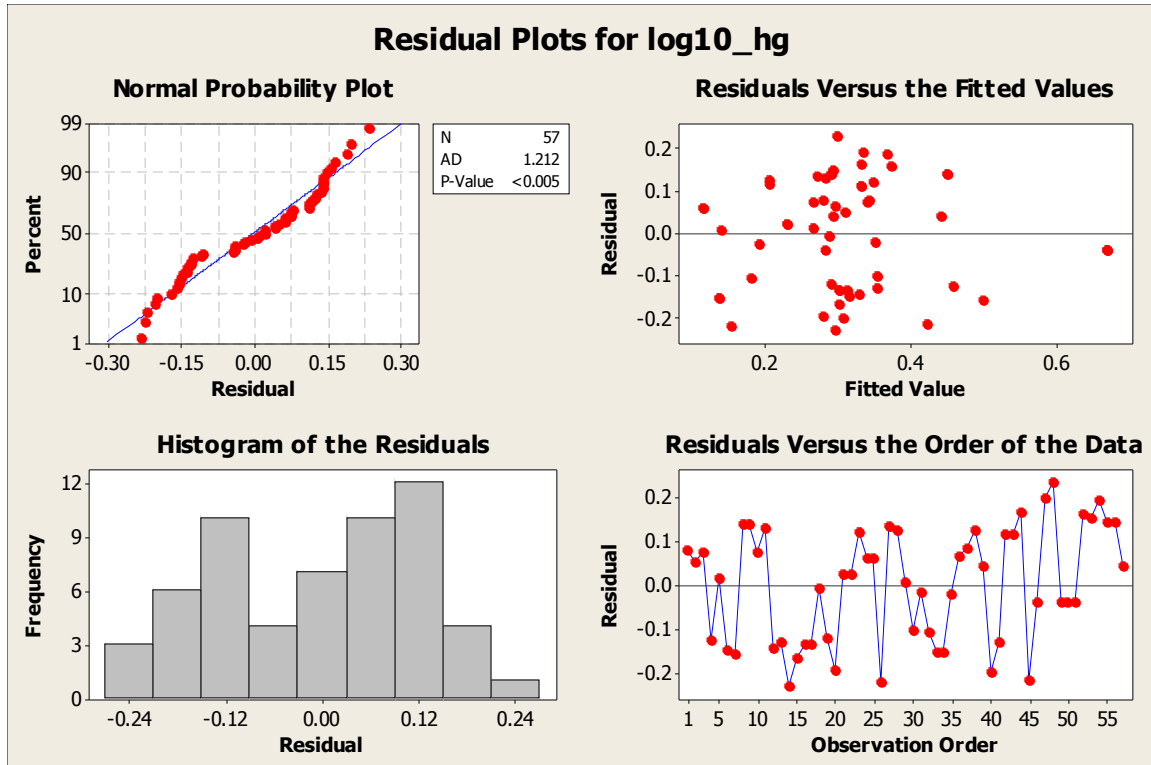 Residual Plots for log10_hg
Normal Probability Plot
99
90
50
10
1
Percent
-0.30 -0.15 0.00 0.15 0.30
Residual
N 57
AD 1.212
P-Value <0.005
Residuals Versus the Fitted Values
0.2
0.1
0.0
-0.1
-0.2
Residual
0.2 0.4 0.6
Fitted Value
Histogram of the Residuals
12
9
6
3
0
Frequency
-0.24 -0.12 0.00 0.12 0.24
Residual
Residuals Versus the Order of the Data
0.2
0.1
0.0
-0.1
-0.2
Residual
1 5 10 15 20 25 30 35 40 45 50 55
Observation Order